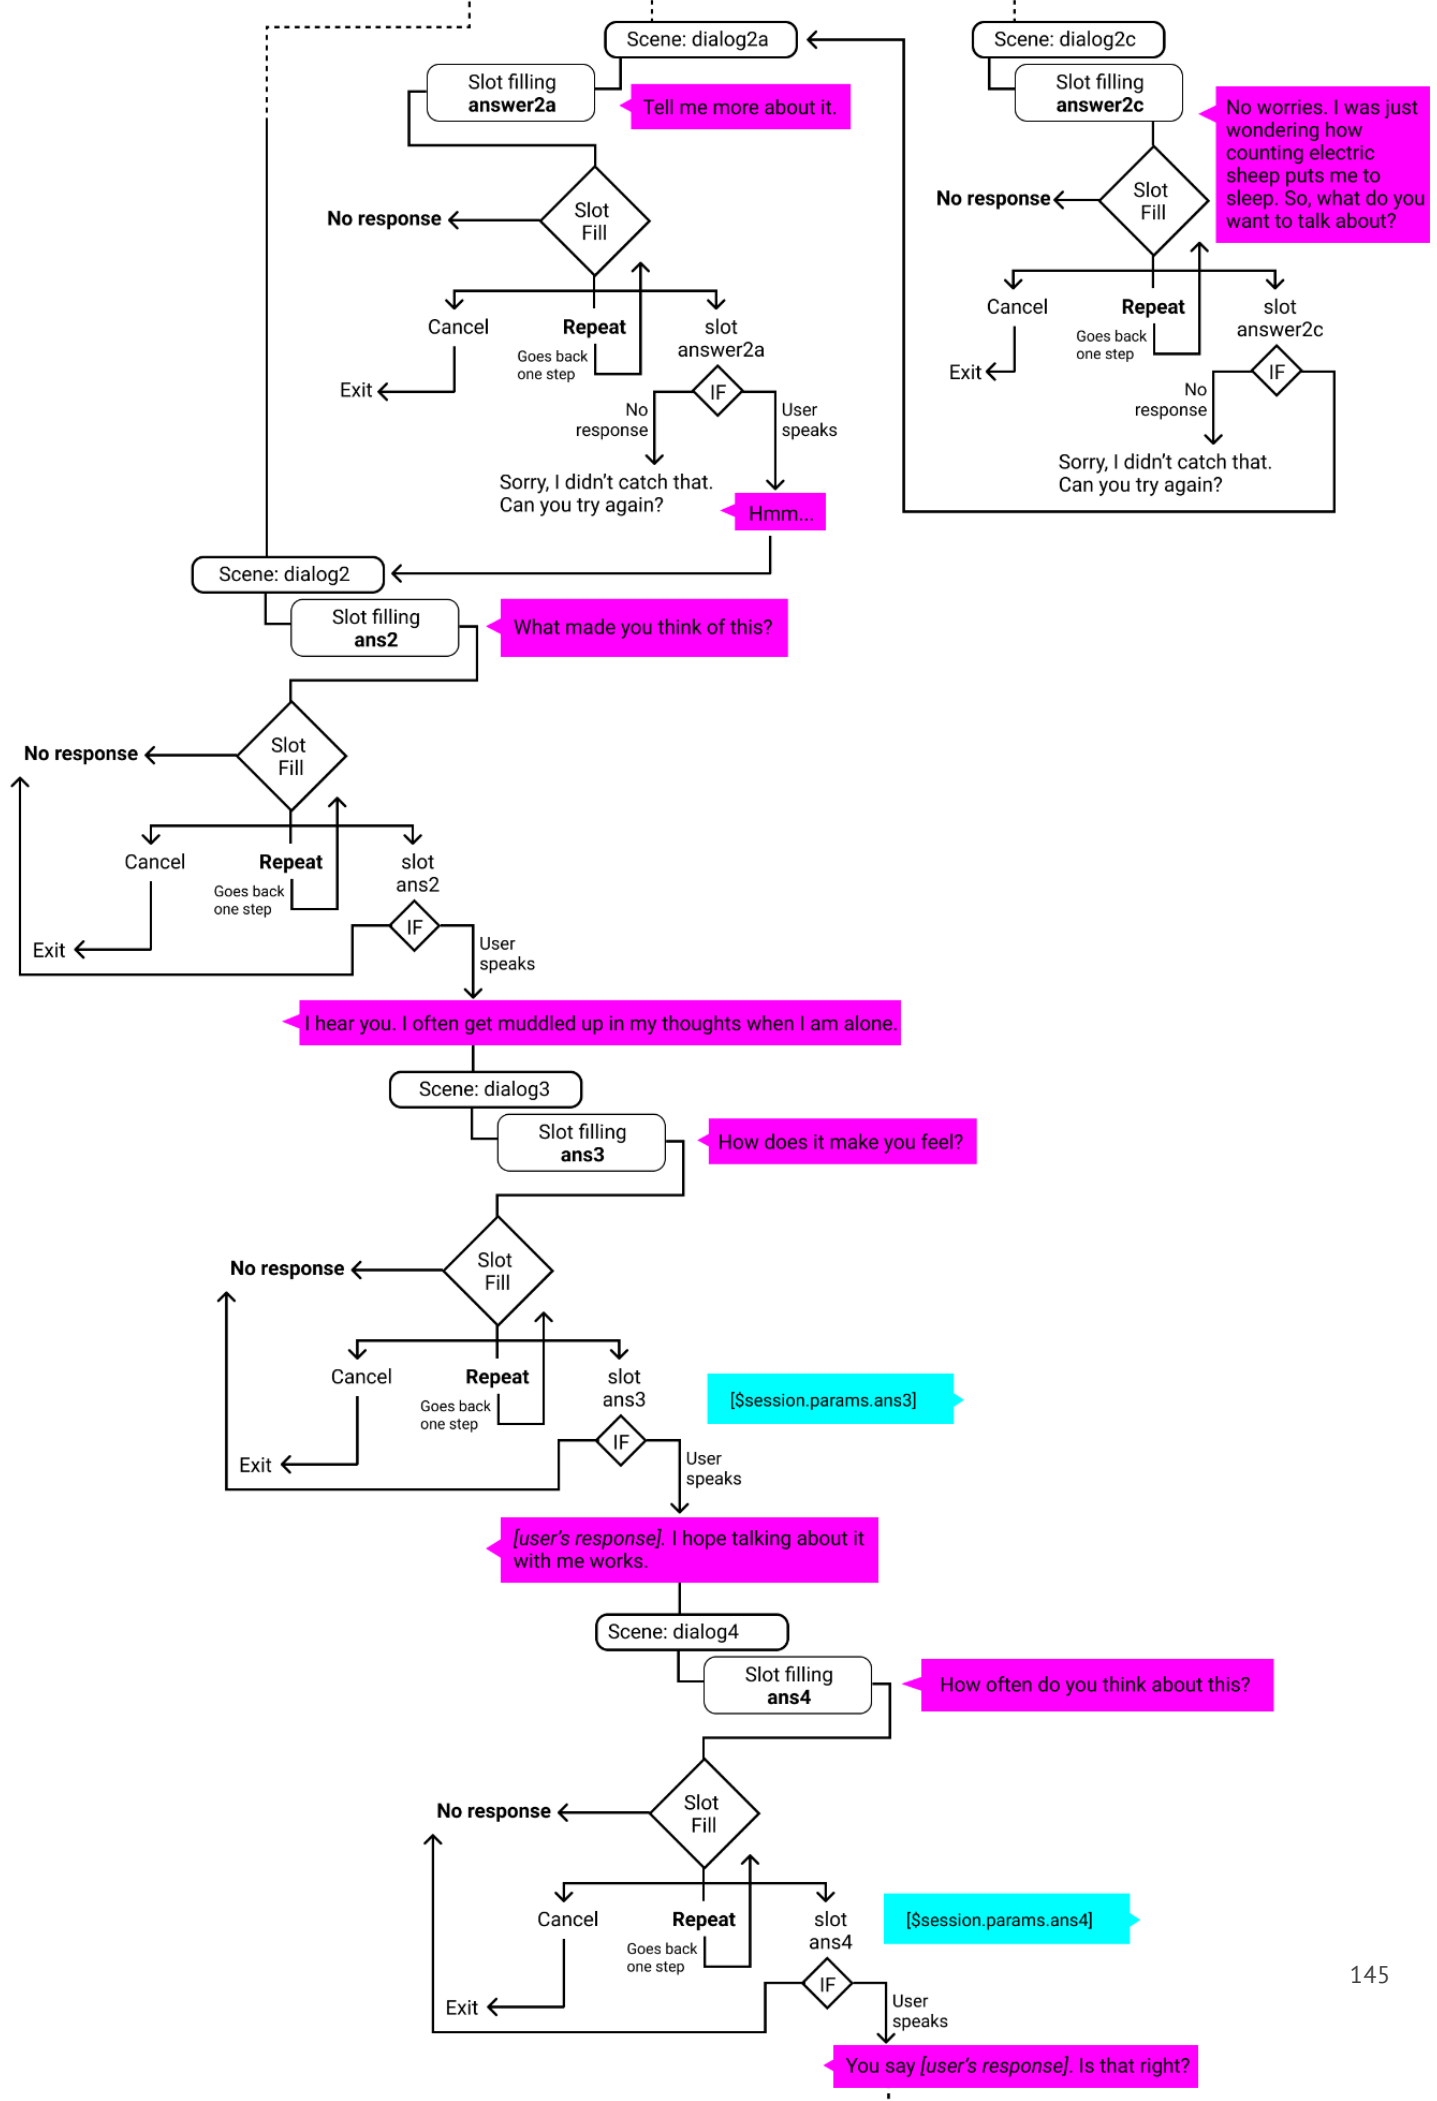 Scene: dialog2a
Slot filling
answer2a
Tell me more about it.
Slot
Fill
No response
Cancel
Repeat
Goes back
one step
slot
answer2a
Exit
IF
No
response
User
speaks
Sorry, I didn't catch that.
Can you try again?
Hmm...
Scene: dialog2c
Slot filling
answer2c
No worries. I was just
wondering how
counting electric
sheep puts me to
sleep. So, what do you
want to talk about?
Slot
Fill
No response
Cancel
Repeat
Goes back
one step
slot
answer2c
Exit
IF
No
response
Sorry, I didn't catch that.
Can you try again?
Scene: dialog2
Slot filling
ans2
What made you think of this?
Slot
Fill
No response
Cancel
Repeat
Goes back
one step
slot
ans2
Exit
IF
User
speaks
I hear you. I often get muddled up in my thoughts when I am alone.
Scene: dialog3
Slot filling
ans3
How does it make you feel?
Slot
Fill
No response
Cancel
Repeat
Goes back
one step
slot
ans3
[$session.params.ans3]
Exit
IF
User
speaks
[user's response]. I hope talking about it
with me works.
Scene: dialog4
Slot filling
ans4
How often do you think about this?
Slot
Fill
No response
Cancel
Repeat
Goes back
one step
slot
ans4
[$session.params.ans4]
Exit
IF
User
speaks
You say [user's response]. Is that right?
145